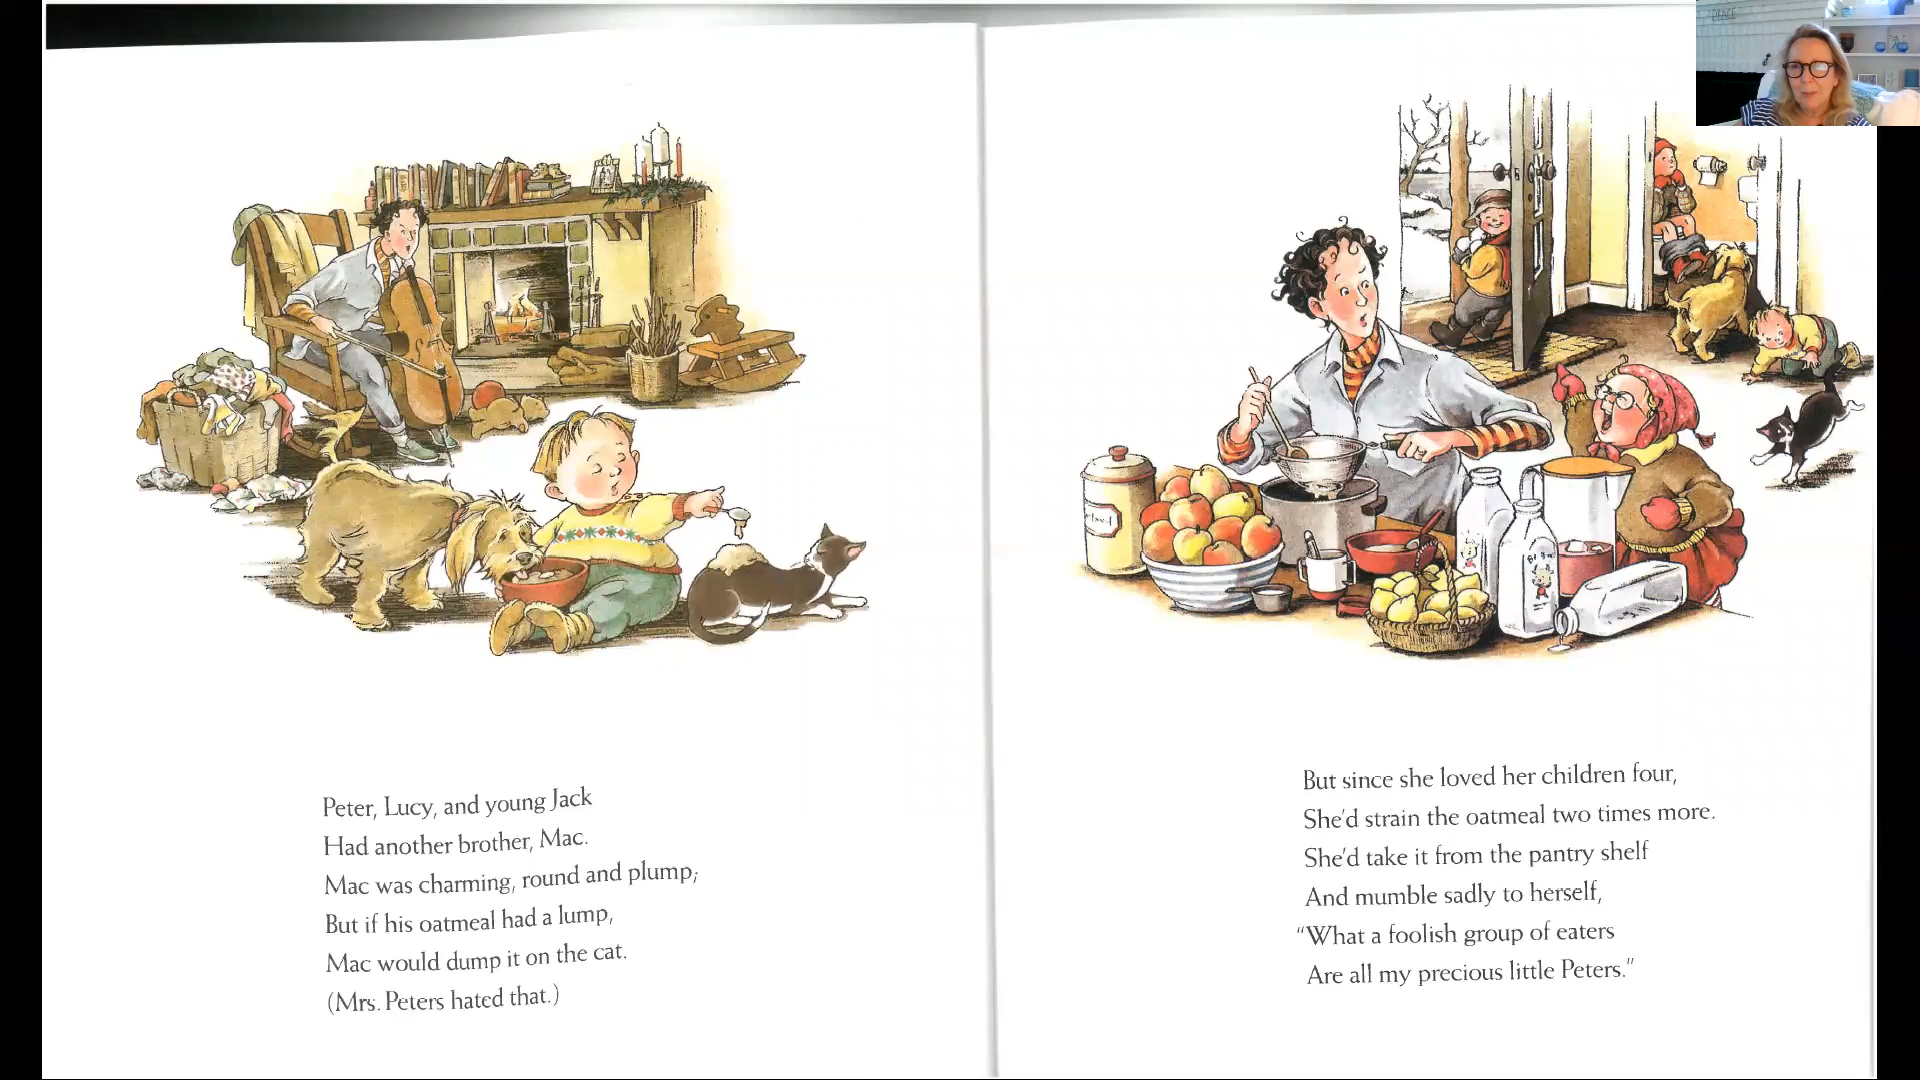 Peter, Lucy, and young Jack
Had another brother, Mac.
Mac was charming, round and plump;
But if his oatmeal had a lump,
Mac would dump it on the cat.
(Mrs. Peters hated that.)
But since she loved her children four,
She'd strain the oatmeal two times more.
She'd take it from the pantry shelf
And mumble sadly to herself,
“What a foolish group of eaters
Are all my precious little Peters.”